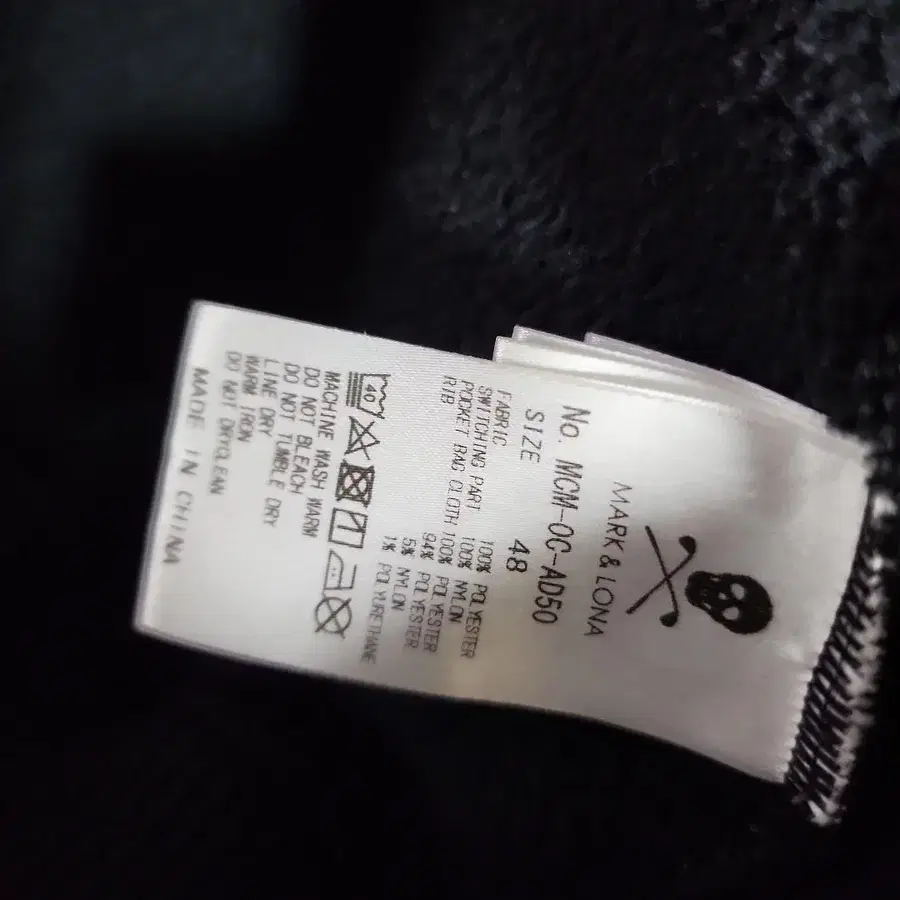 MARK & LONA
No. MCM-OC-AD50
SIZE 48
FABRIC 100% POLYESTER
SWITCHING PART 100% NYLON
POCKET BAG CLOTH 100% POLYESTER
RIB 94% POLYESTER
5% NYLON
1% POLYURETHANE
40
MACHINE WASH WARM
DO NOT BLEACH
DO NOT TUMBLE DRY
LINE DRY
WARM IRON
DO NOT DRYCLEAN
MADE IN CHINA